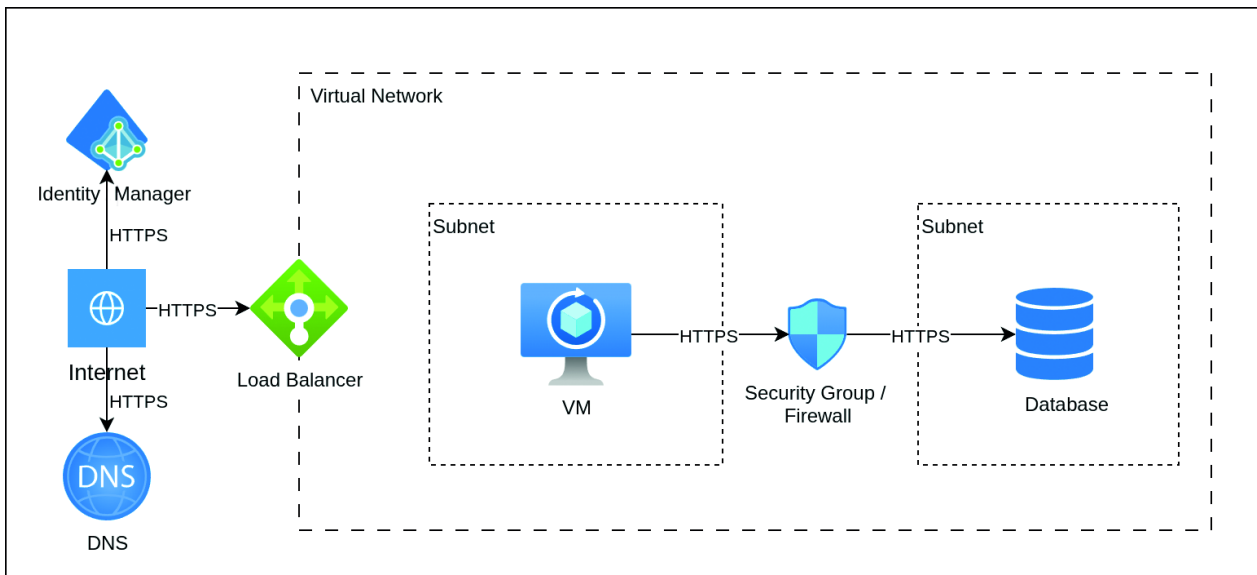 Virtual Network
Identity Manager
HTTPS
Subnet
Subnet
HTTPS
HTTPS
HTTPS
Internet
Load Balancer
HTTPS
VM
Security Group /
Firewall
Database
DNS
DNS